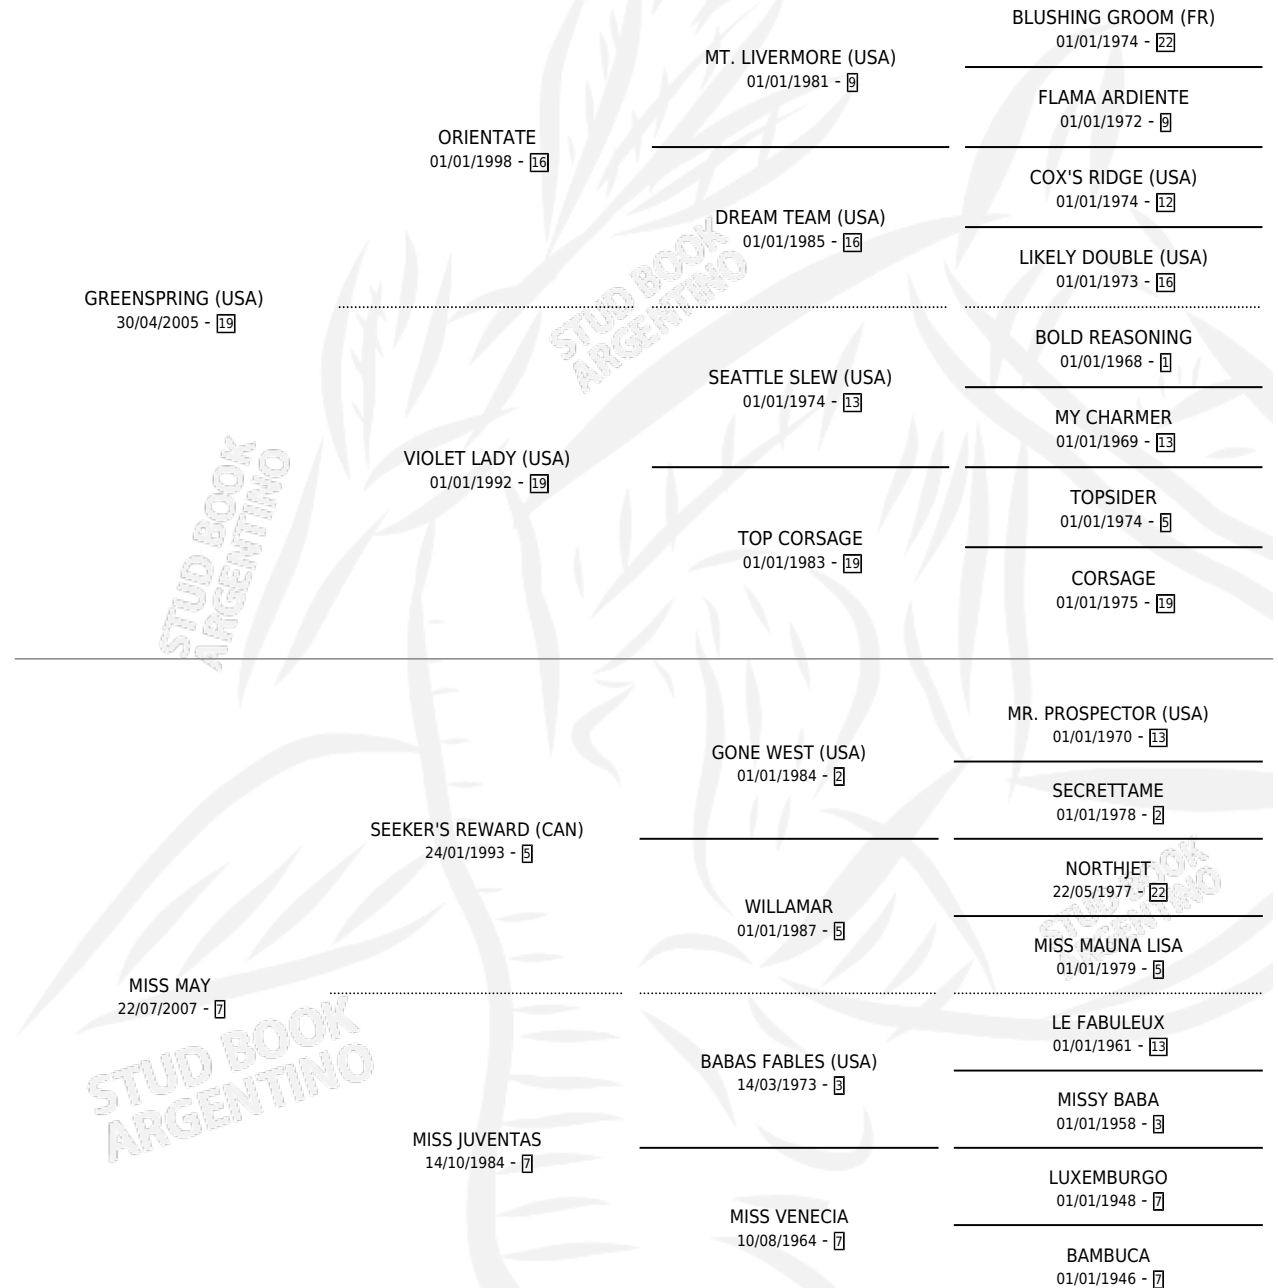 BLUSHING GROOM (FR)
01/01/1974 - 22
MT. LIVERMORE (USA)
01/01/1981 - 9
FLAMA ARDIENTE
01/01/1972 - 9
ORIENTATE
01/01/1998 - 16
COX'S RIDGE (USA)
01/01/1974 - 12
DREAM TEAM (USA)
01/01/1985 - 16
LIKELY DOUBLE (USA)
01/01/1973 - 16
GREENSPRING (USA)
30/04/2005 - 19
BOLD REASONING
01/01/1968 - 1
SEATTLE SLEW (USA)
01/01/1974 - 13
MY CHARMER
01/01/1969 - 13
VIOLET LADY (USA)
01/01/1992 - 19
TOPSIDER
01/01/1974 - 5
TOP CORSAGE
01/01/1983 - 19
CORSAGE
01/01/1975 - 19
MR. PROSPECTOR (USA)
01/01/1970 - 13
GONE WEST (USA)
01/01/1984 - 2
SECRETTAME
01/01/1978 - 2
SEEKER'S REWARD (CAN)
24/01/1993 - 5
NORTHJET
22/05/1977 - 22
WILLAMAR
01/01/1987 - 5
MISS MAUNA LISA
01/01/1979 - 5
MISS MAY
22/07/2007 - 7
LE FABULEUX
01/01/1961 - 13
BABAS FABLES (USA)
14/03/1973 - 3
MISSY BABA
01/01/1958 - 3
MISS JUVENTAS
14/10/1984 - 7
LUXEMBURGO
01/01/1948 - 7
MISS VENECIA
10/08/1964 - 7
BAMBUCA
01/01/1946 - 7
STUD BOOK
ARGENTINO
STUD BOOK
ARGENTINO
STUD BOOK
ARGENTINO
STUD BOOK
ARGENTINO